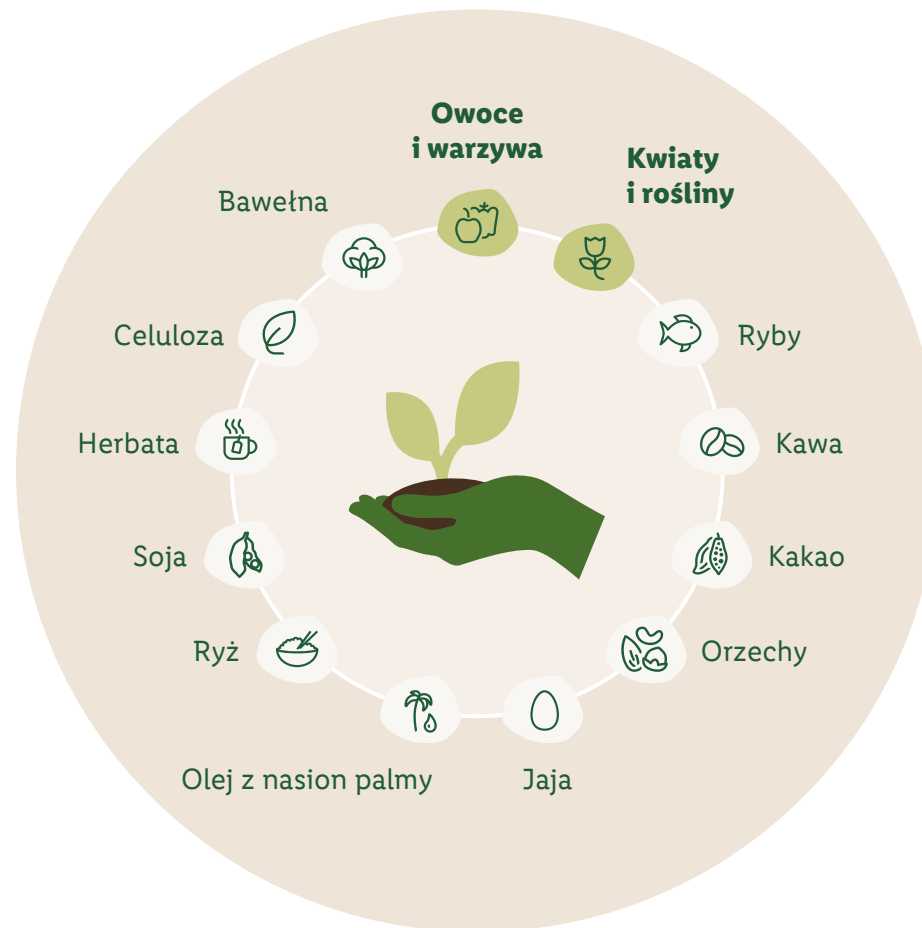 Owoce
i warzywa
Kwiaty
i rośliny
Ryby
Kawa
Kakao
Orzechy
Jaja
Olej z nasion palmy
Ryż
Soja
Herbata
Celuloza
Bawełna